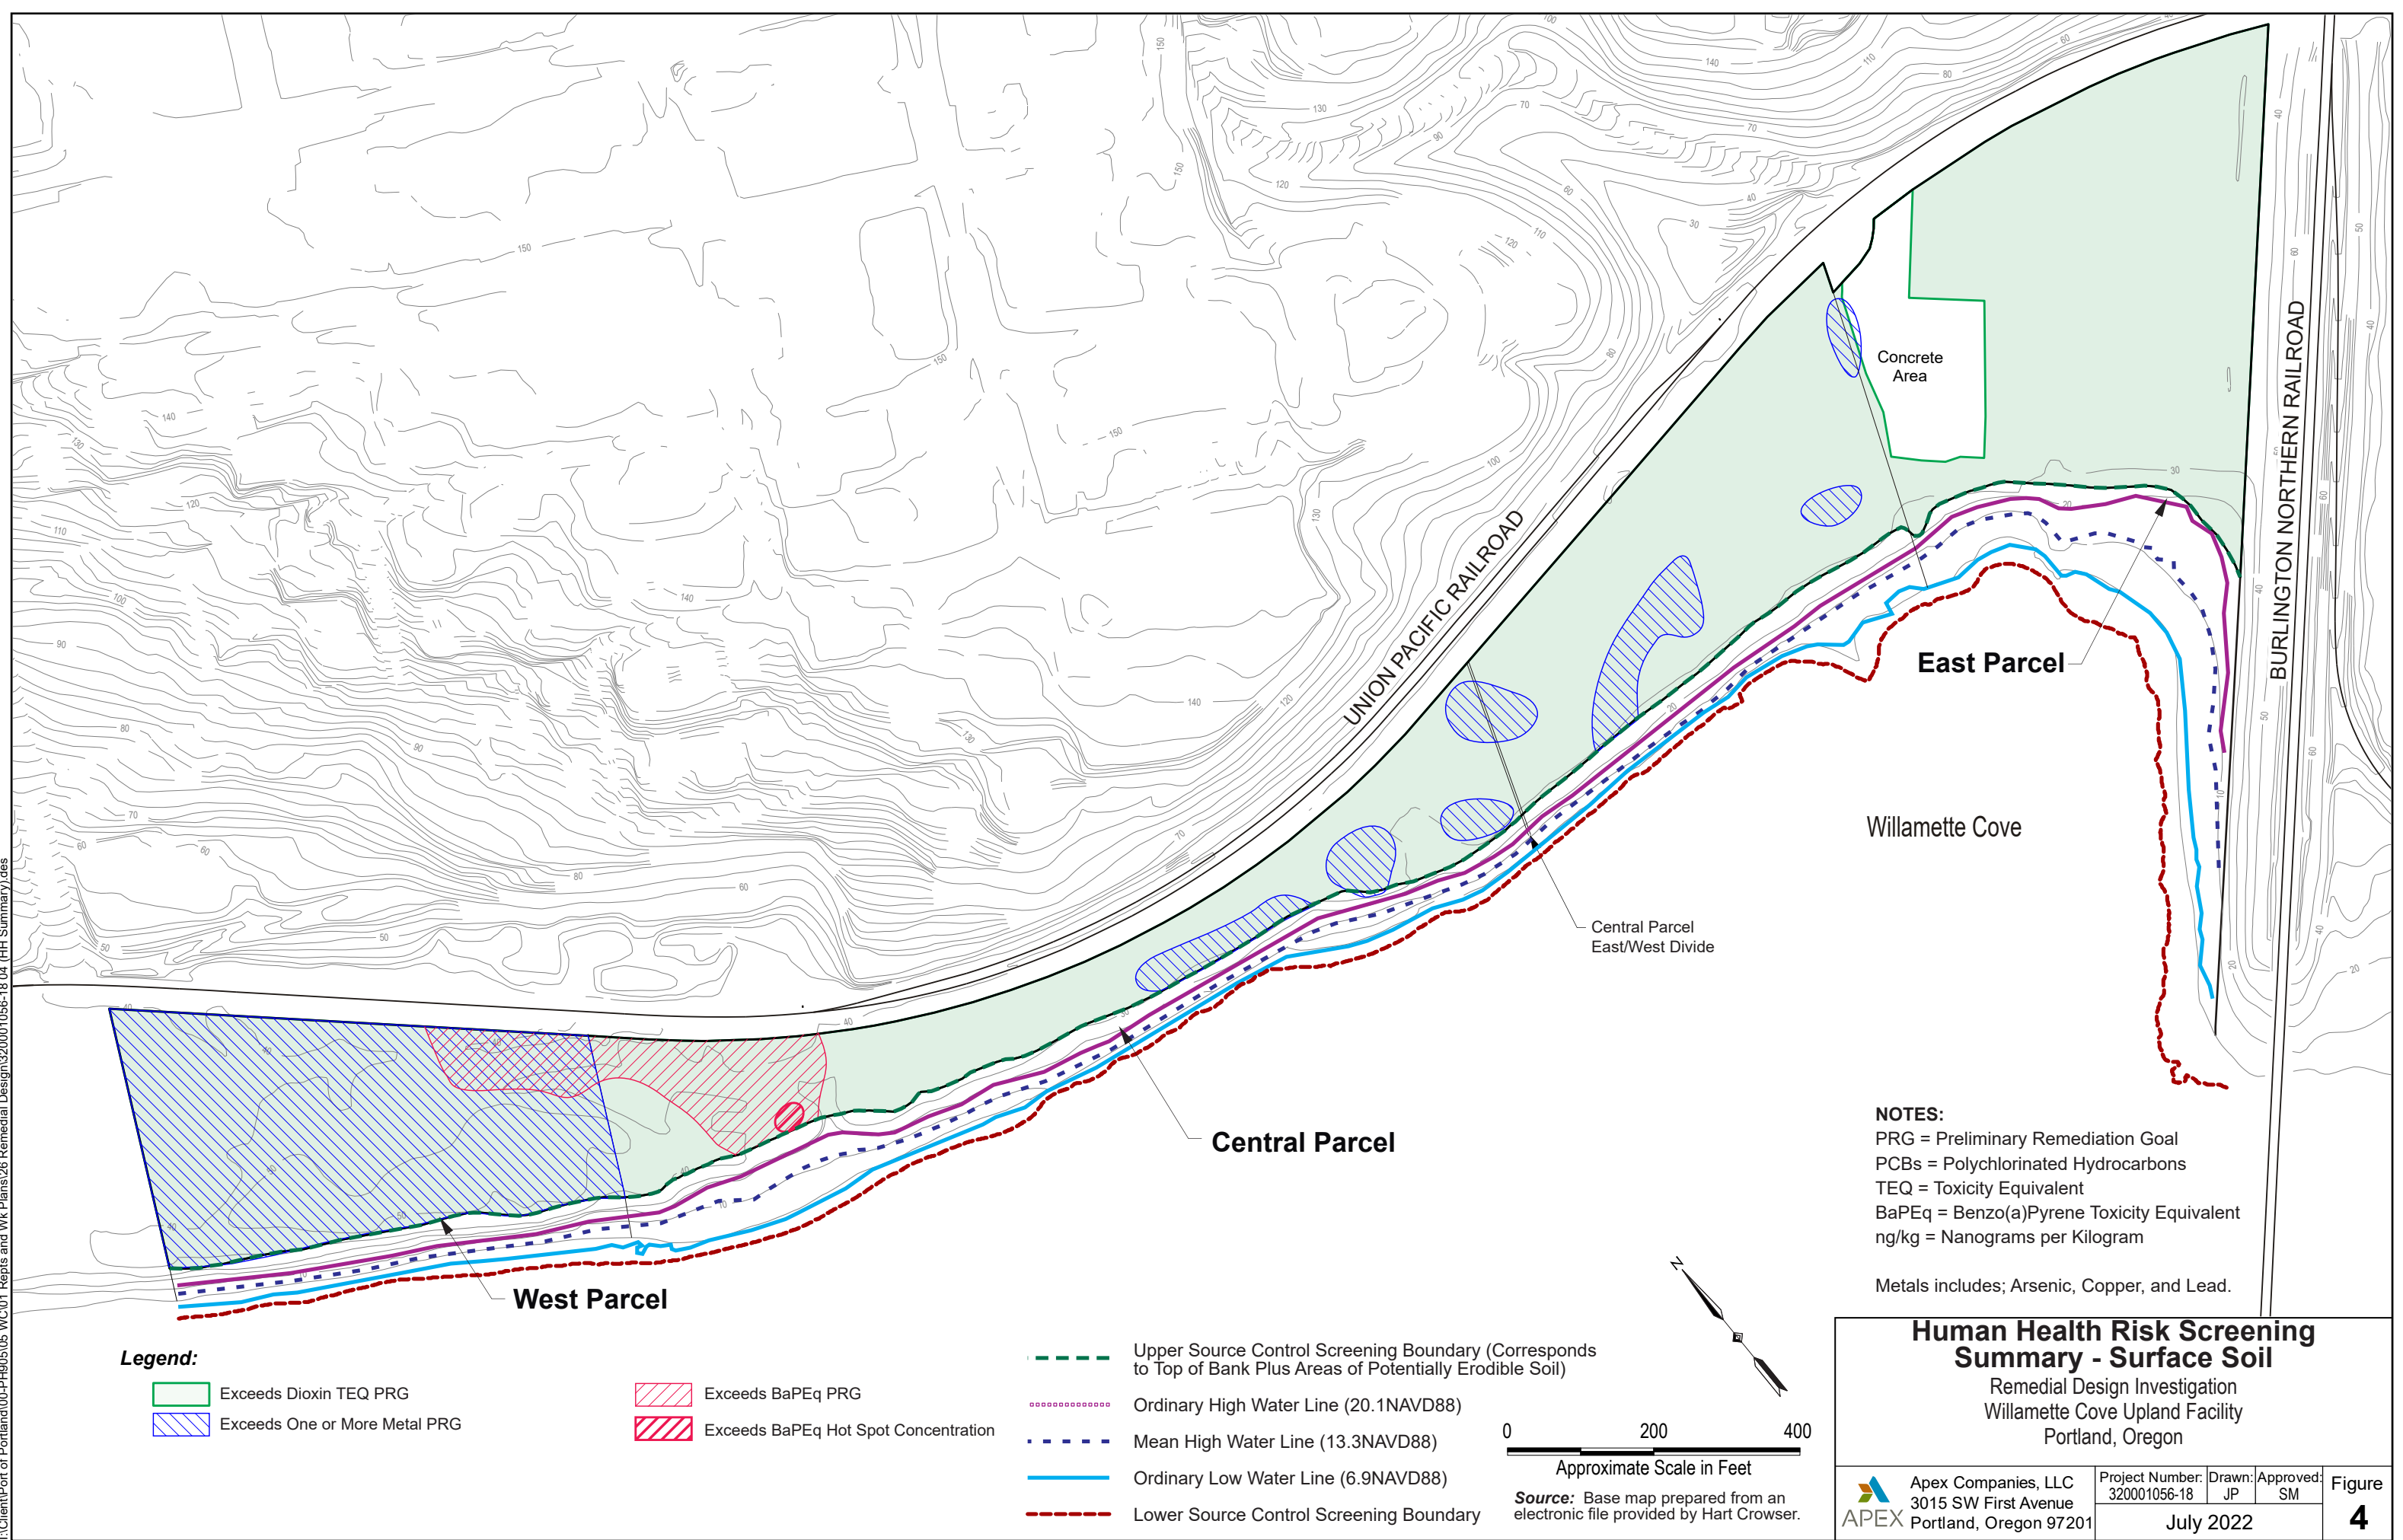 UNION PACIFIC RAILROAD
BURLINGTON NORTHERN RAILROAD
Concrete
Area
East Parcel
Willamette Cove
Central Parcel
East/West Divide
Central Parcel
West Parcel
NOTES:
PRG = Preliminary Remediation Goal
PCBs = Polychlorinated Hydrocarbons
TEQ = Toxicity Equivalent
BaPEq = Benzo(a)Pyrene Toxicity Equivalent
ng/kg = Nanograms per Kilogram
Metals includes; Arsenic, Copper, and Lead.
N
Legend:
Exceeds Dioxin TEQ PRG
Exceeds One or More Metal PRG
Exceeds BaPEq PRG
Exceeds BaPEq Hot Spot Concentration
Upper Source Control Screening Boundary (Corresponds
to Top of Bank Plus Areas of Potentially Erodible Soil)
Ordinary High Water Line (20.1NAVD88)
Mean High Water Line (13.3NAVD88)
Ordinary Low Water Line (6.9NAVD88)
Lower Source Control Screening Boundary
0 200 400
Approximate Scale in Feet
Source: Base map prepared from an
electronic file provided by Hart Crowser.
Human Health Risk Screening
Summary - Surface Soil
Remedial Design Investigation
Willamette Cove Upland Facility
Portland, Oregon
APEX
Apex Companies, LLC
3015 SW First Avenue
Portland, Oregon 97201
Project Number:
320001056-18
Drawn:
JP
Approved:
SM
July 2022
Figure
4